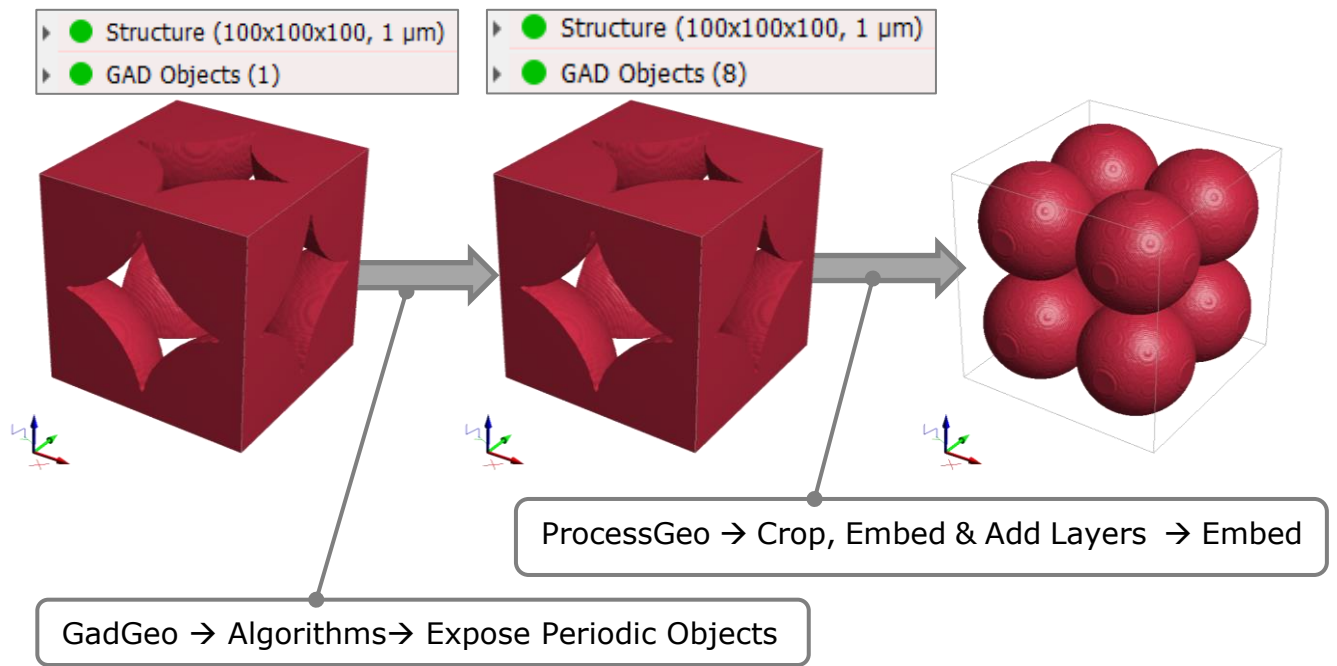 Structure (100x100x100, 1 µm)
GAD Objects (1)
Structure (100x100x100, 1 µm)
GAD Objects (8)
ProcessGeo → Crop, Embed & Add Layers → Embed
GadGeo → Algorithms→ Expose Periodic Objects